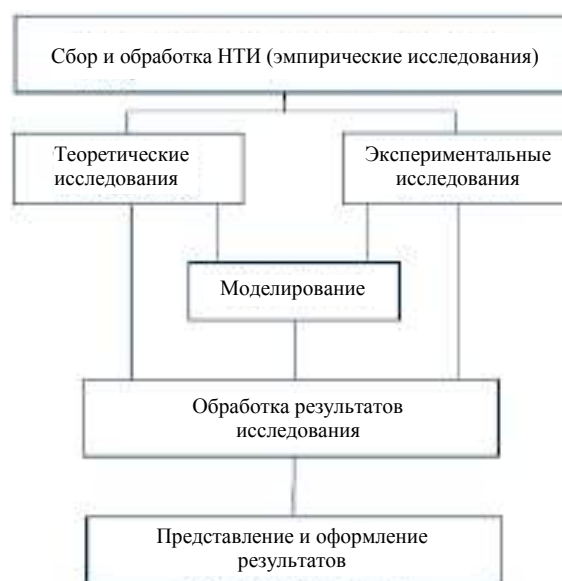 Сбор и обработка НТИ (эмпирические исследования)
Теоретические
исследования
Экспериментальные
исследования
Моделирование
Обработка результатов
исследования
Представление и оформление
результатов